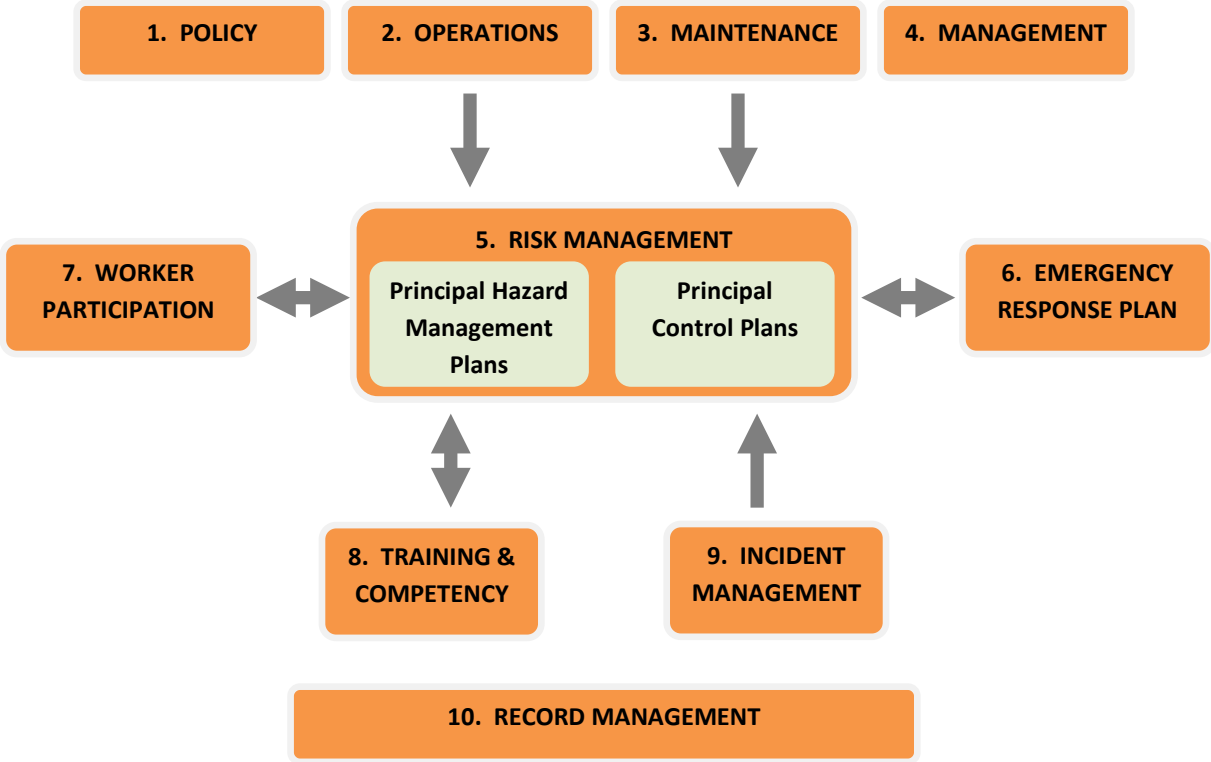 1. POLICY
2. OPERATIONS
3. MAINTENANCE
4. MANAGEMENT
5. RISK MANAGEMENT
Principal Hazard
Management
Plans
Principal
Control Plans
7. WORKER
PARTICIPATION
6. EMERGENCY
RESPONSE PLAN
8. TRAINING &
COMPETENCY
9. INCIDENT
MANAGEMENT
10. RECORD MANAGEMENT